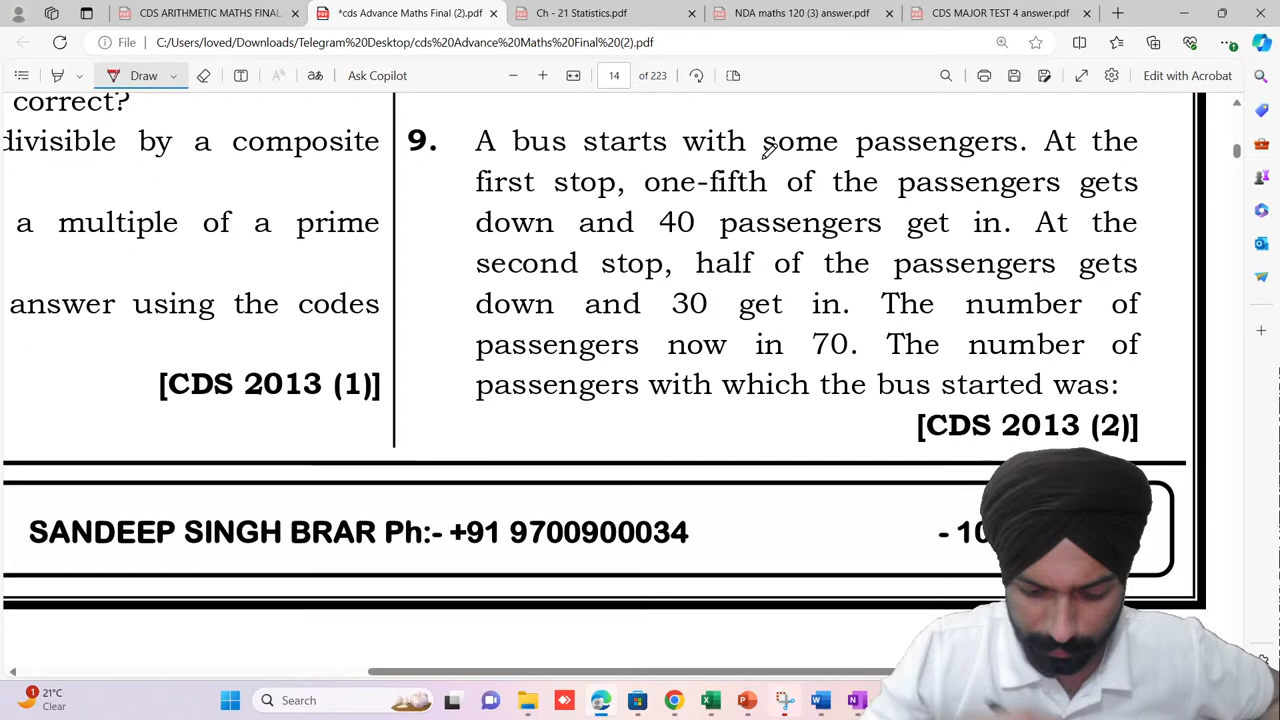 CDS ARITHMETIC MATHS FINAL
*cds Advance Maths Final (2).pdf
Ch - 21 Statistics.pdf
NDA maths 120 (3) answer.pdf
CDS MAJOR TEST 4 answer.pdf
File
C:/Users/loved/Downloads/Telegram%20Desktop/cds%20Advance%20Maths%20Final%20(2).pdf
Draw
Ask Copilot
14
of 223
Edit with Acrobat
correct?
divisible by a composite
a multiple of a prime
answer using the codes
[CDS 2013 (1)]
9. A bus starts with some passengers. At the
first stop, one-fifth of the passengers gets
down and 40 passengers get in. At the
second stop, half of the passengers gets
down and 30 get in. The number of
passengers now in 70. The number of
passengers with which the bus started was:
[CDS 2013 (2)]
SANDEEP SINGH BRAR Ph:- +91 9700900034
- 10
1
21°C
Clear
Search